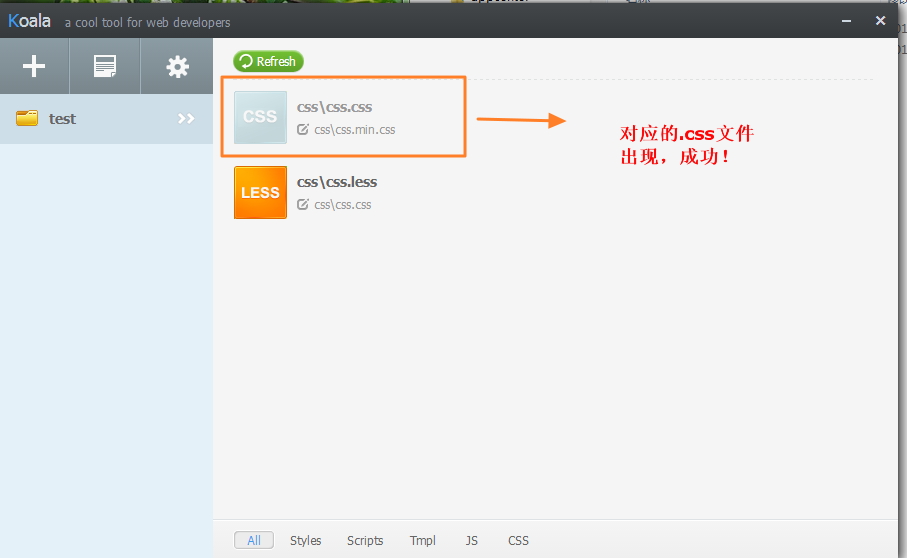 Koala a cool tool for web developers
test
Refresh
CSS
css\css.css
css\css.min.css
对应的.css文件
出现，成功！
LESS
css\css.less
css\css.css
All Styles Scripts Tmpl JS CSS